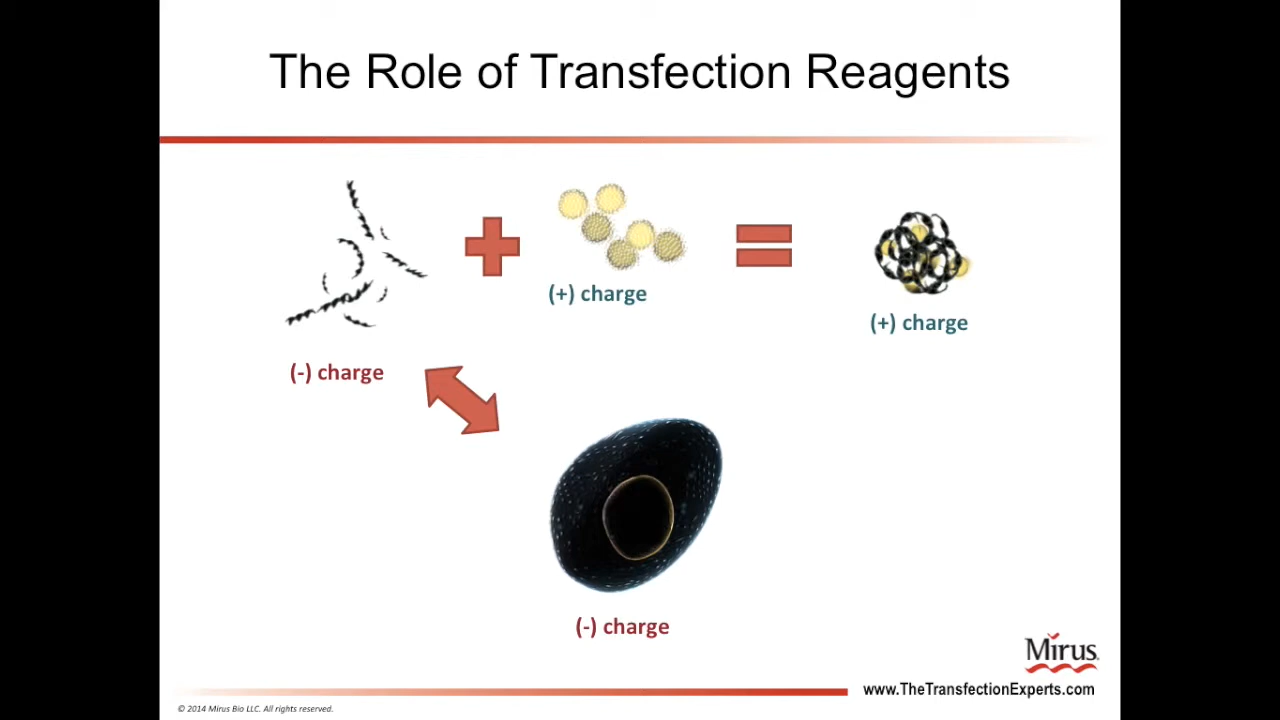 The Role of Transfection Reagents
(+) charge
(+) charge
(-) charge
(-) charge
Mirus
www.TheTransfectionExperts.com
© 2014 Mirus Bio LLC. All rights reserved.